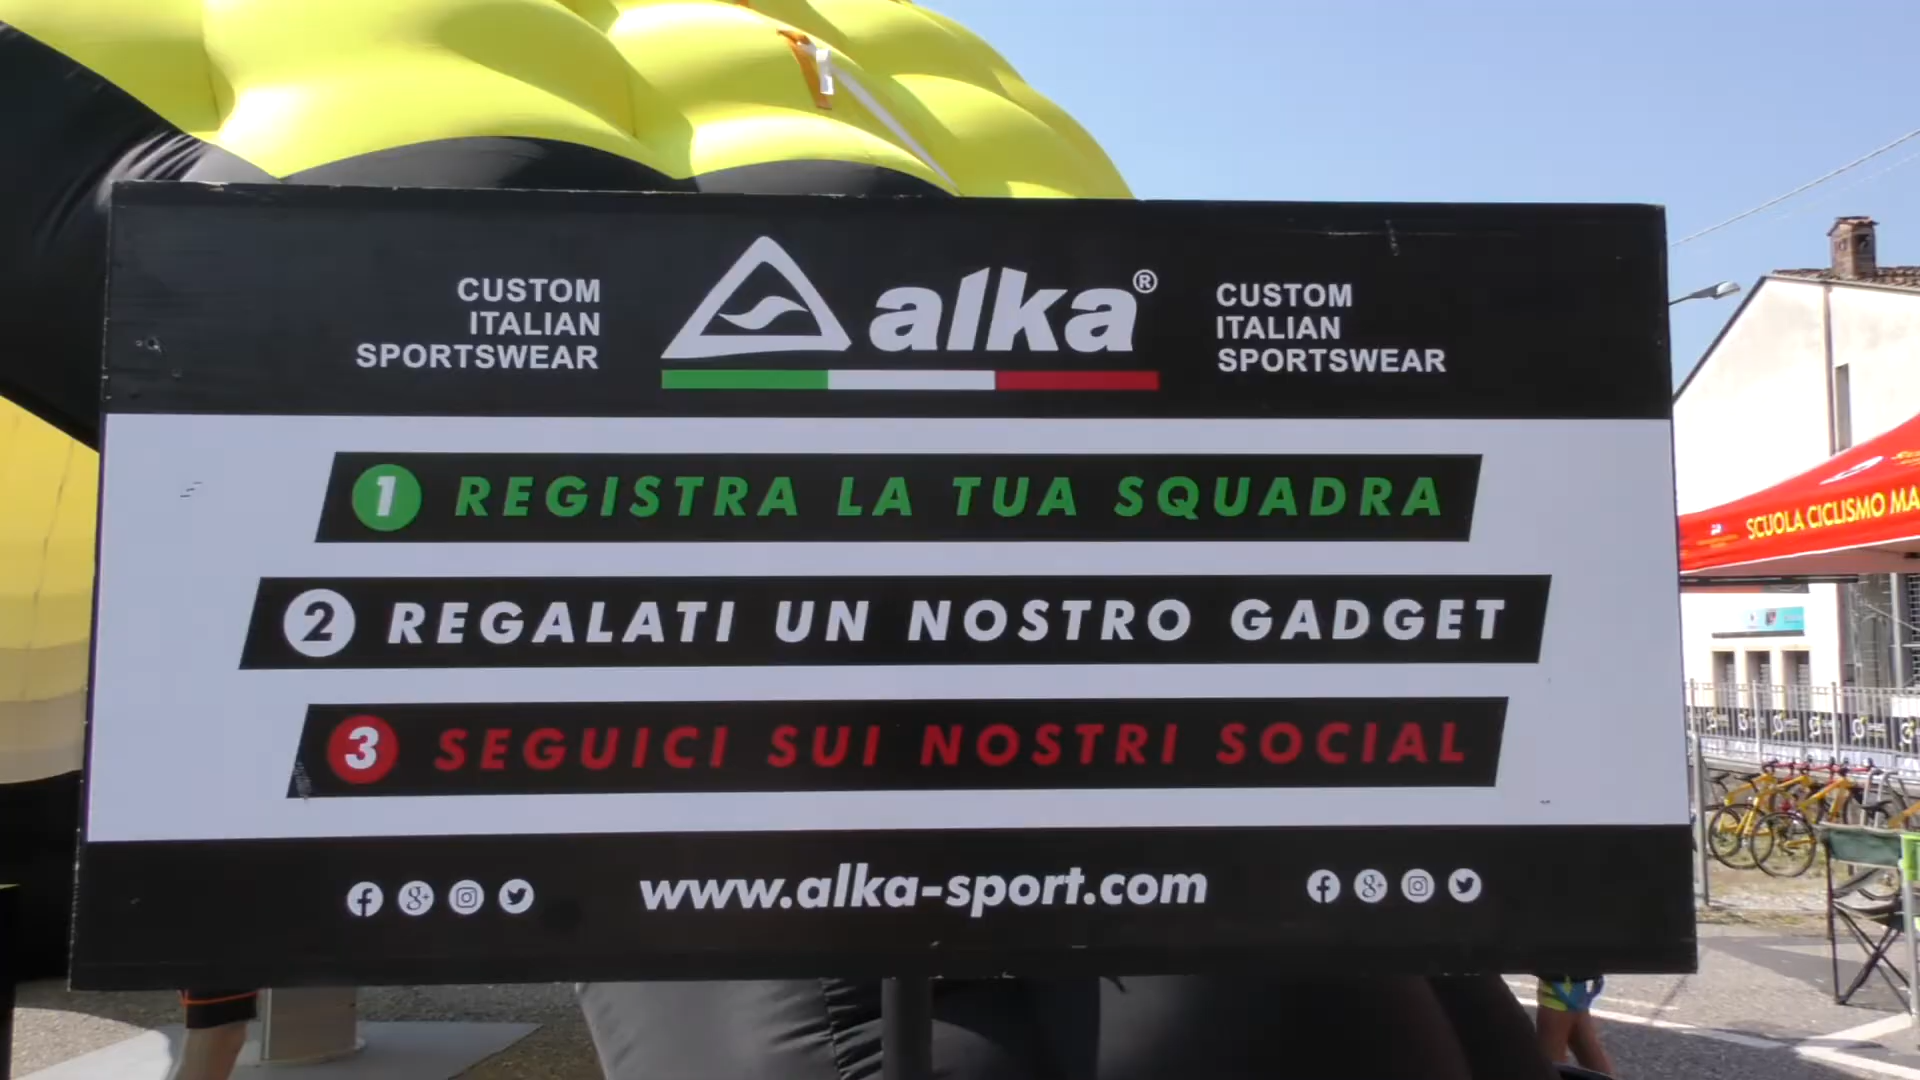 CUSTOM
ITALIAN
SPORTSWEAR
alka®
CUSTOM
ITALIAN
SPORTSWEAR
1 REGISTRA LA TUA SQUADRA
2 REGALATI UN NOSTRO GADGET
3 SEGUICI SUI NOSTRI SOCIAL
www.alka-sport.com
SCUOLA CICLISMO MA